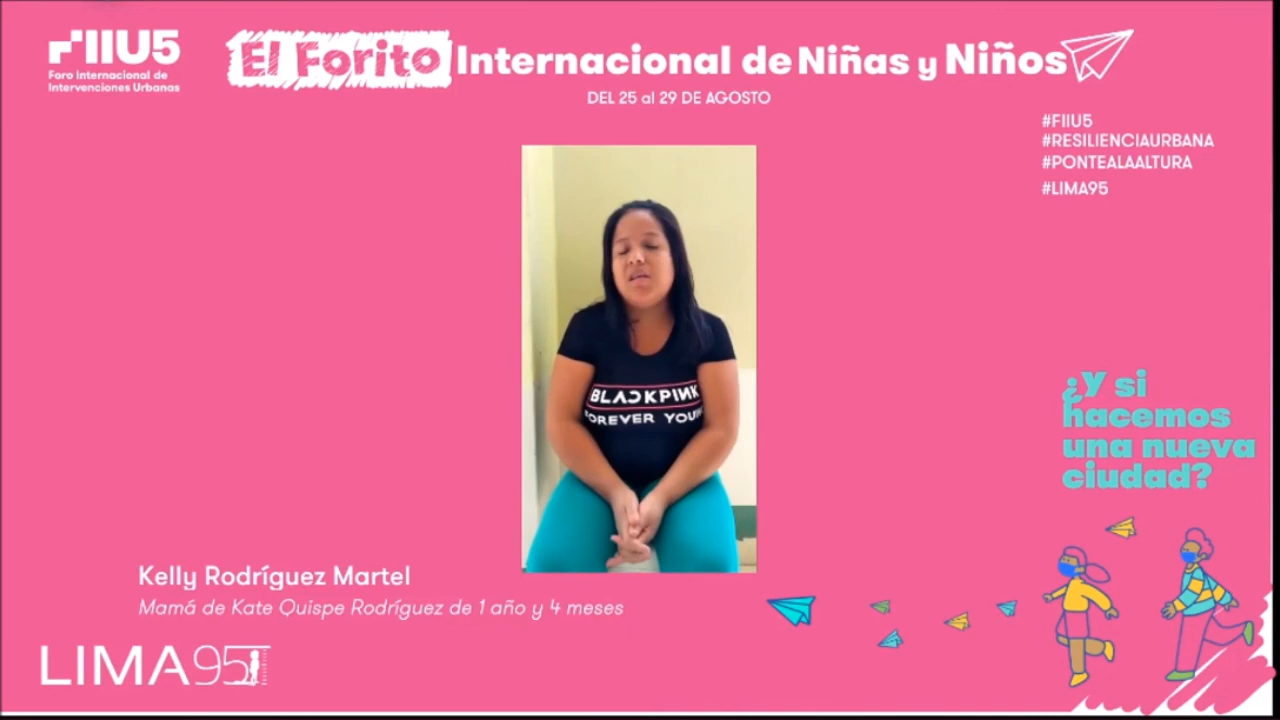 FIIU5
Foro Internacional de
Intervenciones Urbanas
El Forito Internacional de Niñas y Niños
DEL 25 al 29 DE AGOSTO
#FIIU5
#RESILIENCIAURBANA
#PONTEALAALTURA
#LIMA95
BLACKPINK
FOREVER YOUN
¿Y si
hacemos
una nueva
ciudad?
Kelly Rodríguez Martel
Mamá de Kate Quispe Rodríguez de 1 año y 4 meses
LIMA95